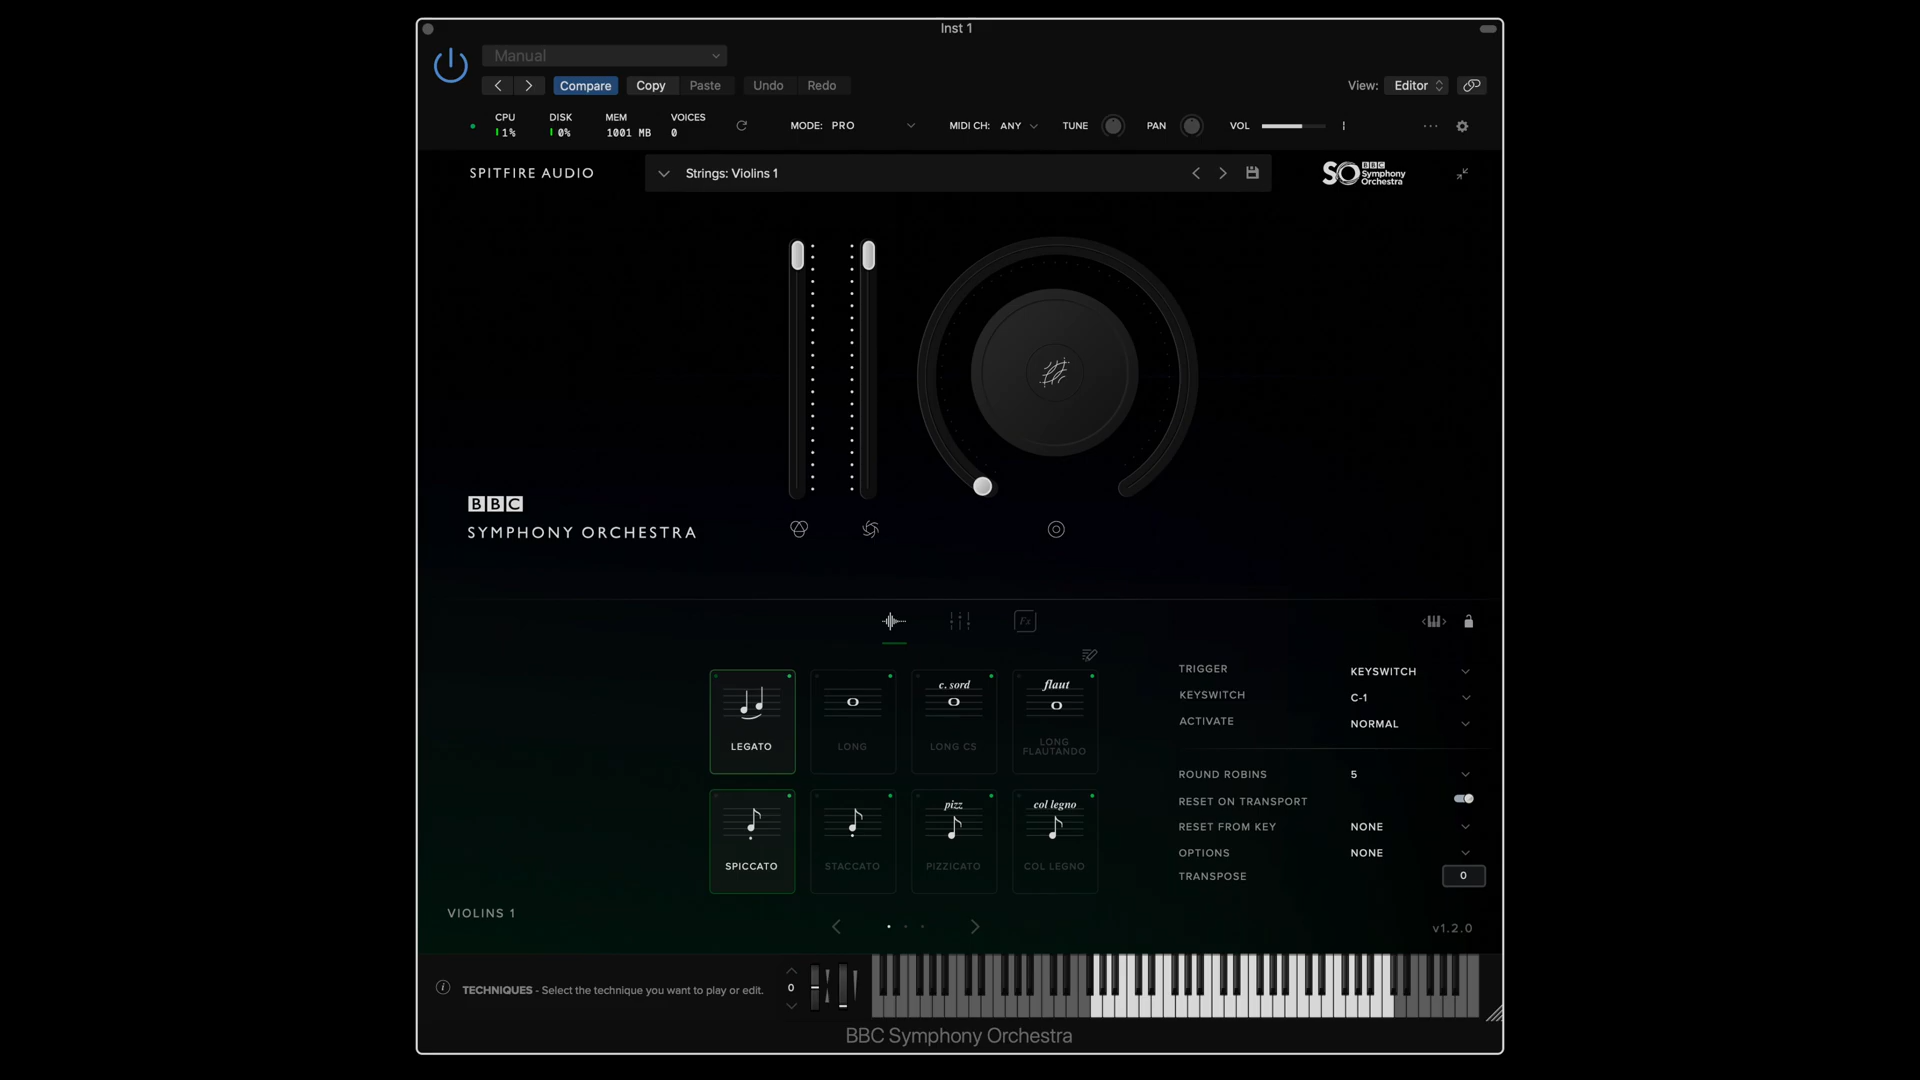 Inst 1
Manual
Compare Copy Paste Undo Redo View: Editor
CPU DISK MEM VOICES
1% 0% 1001 MB 0
MODE: PRO MIDI CH: ANY TUNE PAN VOL
SPITFIRE AUDIO Strings: Violins 1 SO BBC Symphony Orchestra
BBC
SYMPHONY ORCHESTRA
Fx
c. sord flaut
LEGATO LONG LONG CS LONG FLAUTANDO
pizz col legno
SPICCATO STACCATO PIZZICATO COL LEGNO
TRIGGER KEYSWITCH
KEYSWITCH C-1
ACTIVATE NORMAL
ROUND ROBINS 5
RESET ON TRANSPORT
RESET FROM KEY NONE
OPTIONS NONE
TRANSPOSE 0
VIOLINS 1
v1.2.0
TECHNIQUES - Select the technique you want to play or edit. 0
BBC Symphony Orchestra